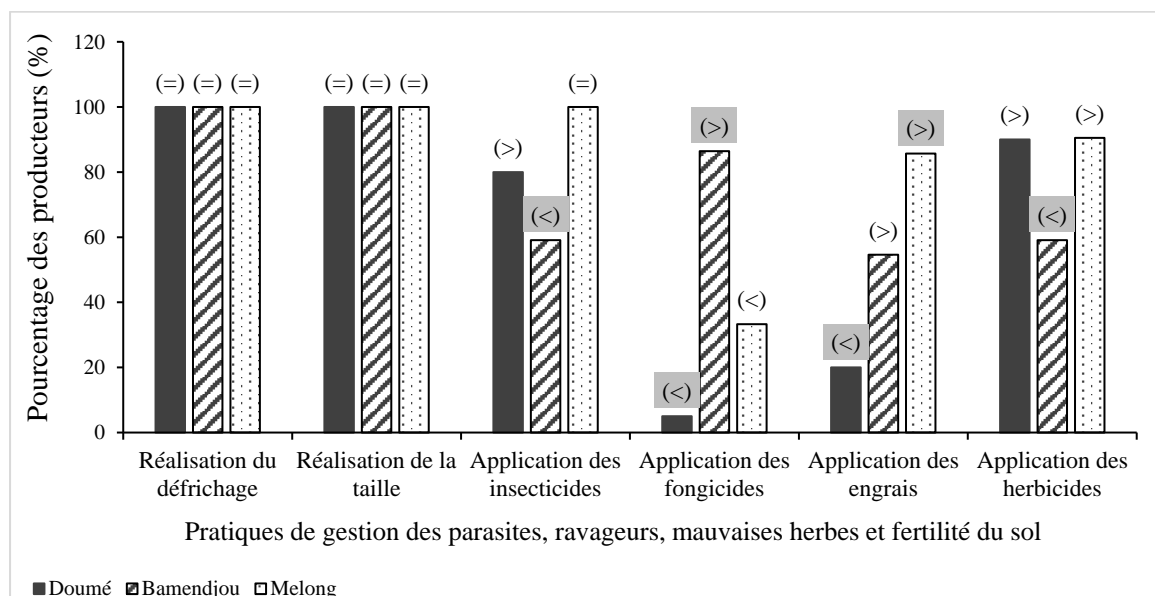 Pourcentage des producteurs (%)
120
100
80
60
40
20
0
(=) (=) (=)
(=) (=) (=)
(>) (<) (=)
(<) (>) (<)
(<) (>) (>)
(>) (<) (>)
Réalisation du
défrichage
Réalisation de la
taille
Application des
insecticides
Application des
fongicides
Application des
engrais
Application des
herbicides
Pratiques de gestion des parasites, ravageurs, mauvaises herbes et fertilité du sol
Doumé Bamendjou Melong